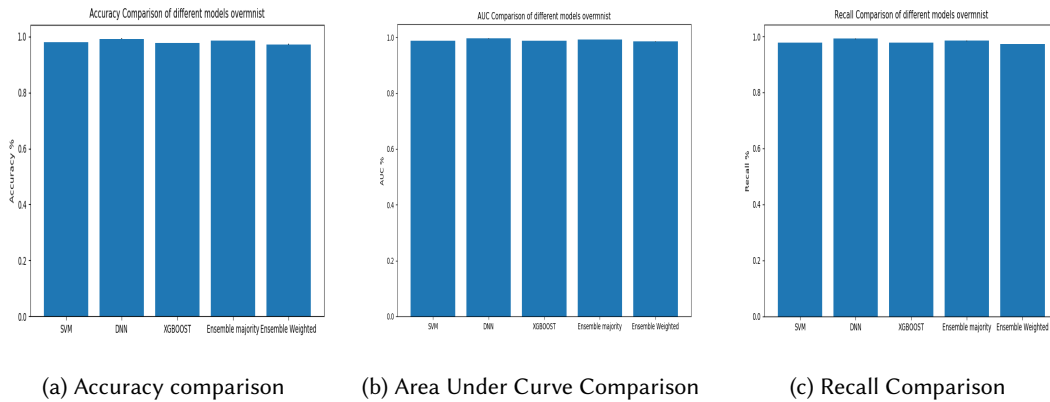 Accuracy Comparison of different models overmnist
Accuracy %
1.0
0.8
0.6
0.4
0.2
0.0
SVM DNN XGBOOST Ensemble majority Ensemble Weighted
(a) Accuracy comparison
AUC Comparison of different models overmnist
AUC %
1.0
0.8
0.6
0.4
0.2
0.0
SVM DNN XGBOOST Ensemble majority Ensemble Weighted
(b) Area Under Curve Comparison
Recall Comparison of different models overmnist
Recall %
1.0
0.8
0.6
0.4
0.2
0.0
SVM DNN XGBOOST Ensemble majority Ensemble Weighted
(c) Recall Comparison